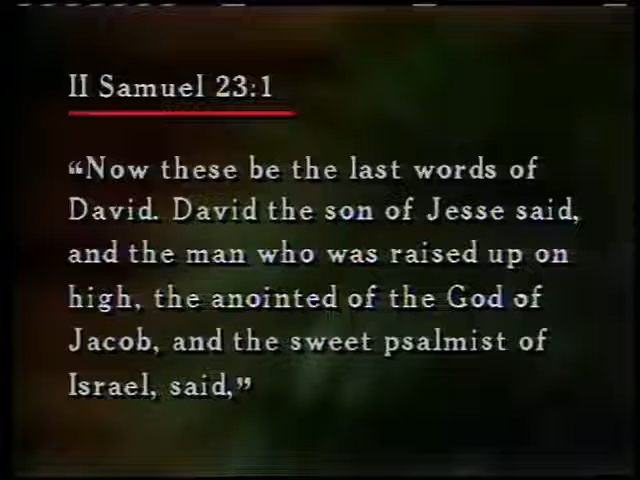 II Samuel 23:1
“Now these be the last words of
David. David the son of Jesse said,
and the man who was raised up on
high, the anointed of the God of
Jacob, and the sweet psalmist of
Israel, said,”